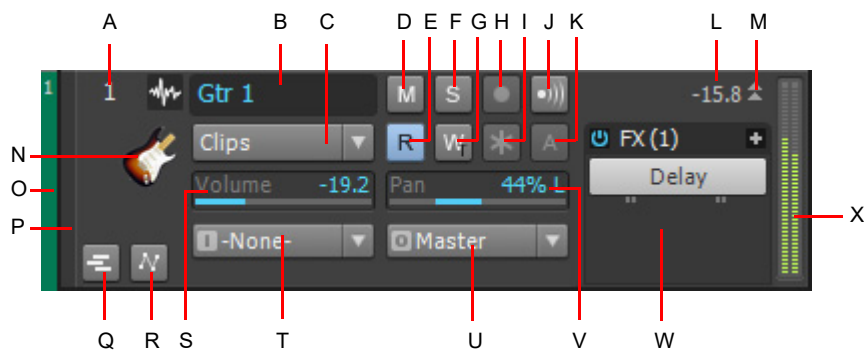 A B C D E F G H I J K L M
1 1 Gtr 1 M S -15.8
Clips R W A FX (1)
N
Volume -19.2 Pan 44% L Delay
O
P
X
I -None- O Master
Q R S T U V W